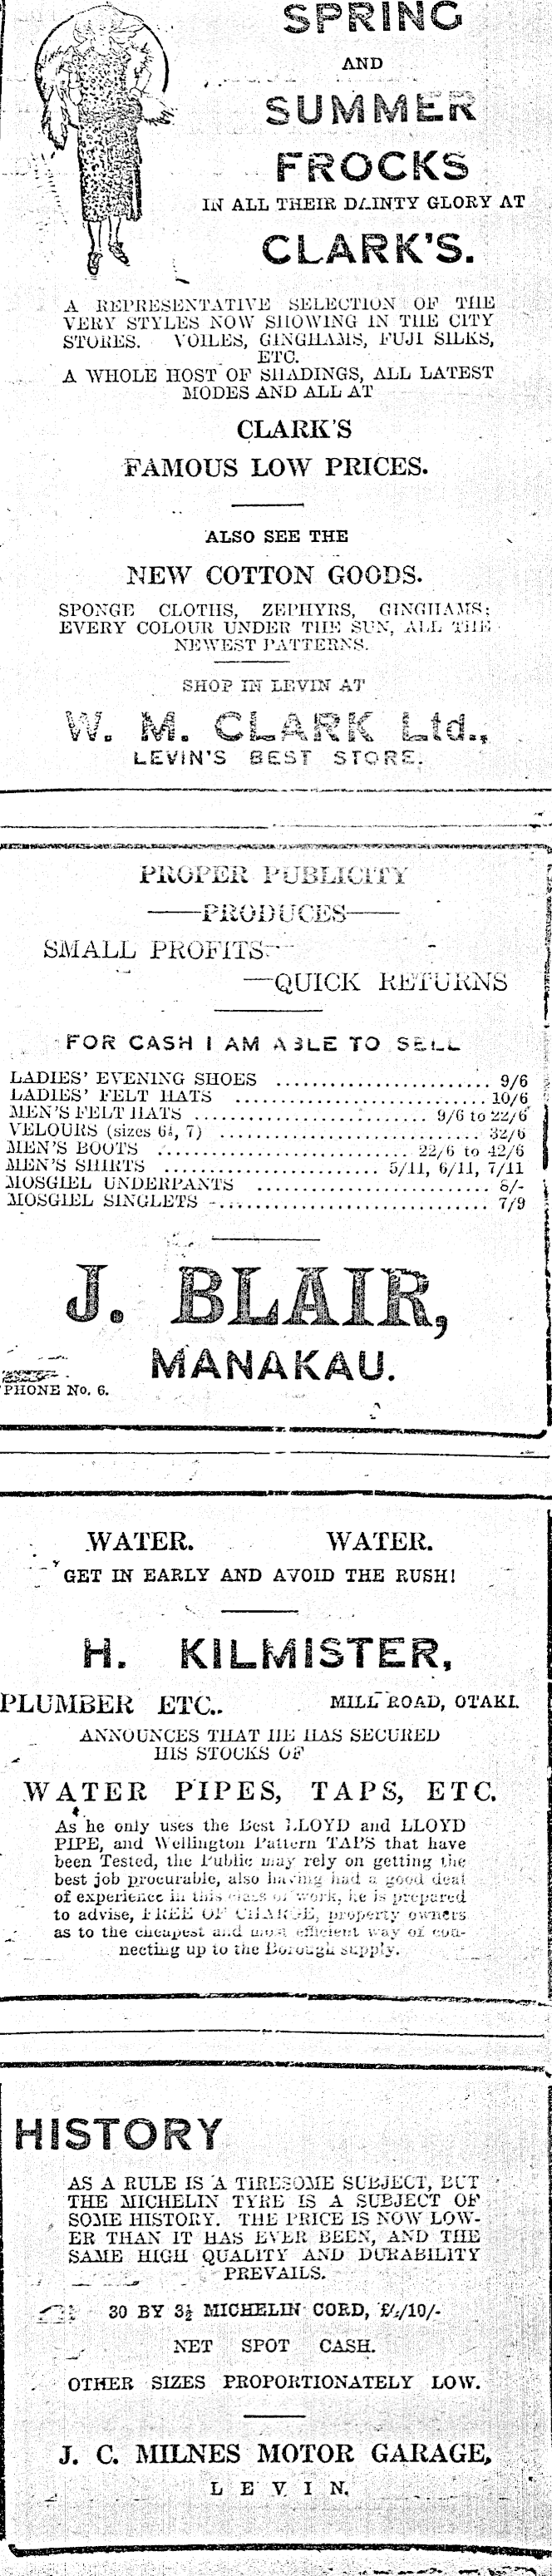 SPRING
AND
SUMMER
FROCKS
IN ALL THEIR DAINTY GLORY AT
CLARK'S.
A REPRESENTATIVE SELECTION OF THE
VERY STYLES NOW SHOWING IN THE CITY
STORES. VOILES, GINGHAMS, FUJI SILKS,
ETC.
A WHOLE HOST OF SHADINGS, ALL LATEST
MODES AND ALL AT
CLARK'S
FAMOUS LOW PRICES.
ALSO SEE THE
NEW COTTON GOODS.
SPONGE CLOTHS, ZEPHYRS, GINGHAMS;
EVERY COLOUR UNDER THE SUN, ALL THE
NEWEST PATTERNS.
SHOP IN LEVIN AT
W. M. CLARK Ltd.,
LEVIN'S BEST STORE.
PROPER PUBLICITY
——PRODUCES——
SMALL PROFITS—
—QUICK RETURNS
FOR CASH I AM ABLE TO SELL
LADIES' EVENING SHOES .......................... 9/6
LADIES' FELT HATS .......................... 10/6
MEN'S FELT HATS .......................... 9/6 to 22/6
VELOURS (sizes 6¾, 7) .......................... 32/6
MEN'S BOOTS .......................... 22/6 to 42/6
MEN'S SHIRTS .......................... 5/11, 6/11, 7/11
MOSGIEL UNDERPANTS ..........................
MOSGIEL SINGLETS .......................... 7/9
J. BLAIR,
MANAKAU.
'PHONE No. 6.
WATER. WATER.
GET IN EARLY AND AVOID THE RUSH!
H. KILMISTER,
PLUMBER ETC.. MILL ROAD, OTAKI.
ANNOUNCES THAT HE HAS SECURED
HIS STOCKS OF
WATER PIPES, TAPS, ETC.
As he only uses the Best LLOYD and LLOYD
PIPE, and Wellington Pattern TAPS that have
been Tested, the Public may rely on getting the
best job procurable, also having had a good deal
of experience in this class of work, he is prepared
to advise, FREE OF CHARGE, property owners
as to the cheapest and most efficient way of con-
necting up to the Borough supply.
HISTORY
AS A RULE IS A TIRESOME SUBJECT, BUT
THE MICHELIN TYRE IS A SUBJECT OF
SOME HISTORY. THE PRICE IS NOW LOW-
ER THAN IT HAS EVER BEEN, AND THE
SAME HIGH QUALITY AND DURABILITY
PREVAILS.
30 BY 3½ MICHELIN CORD,
NET SPOT CASH.
OTHER SIZES PROPORTIONATELY LOW.
J. C. MILNES MOTOR GARAGE,
LEVIN.